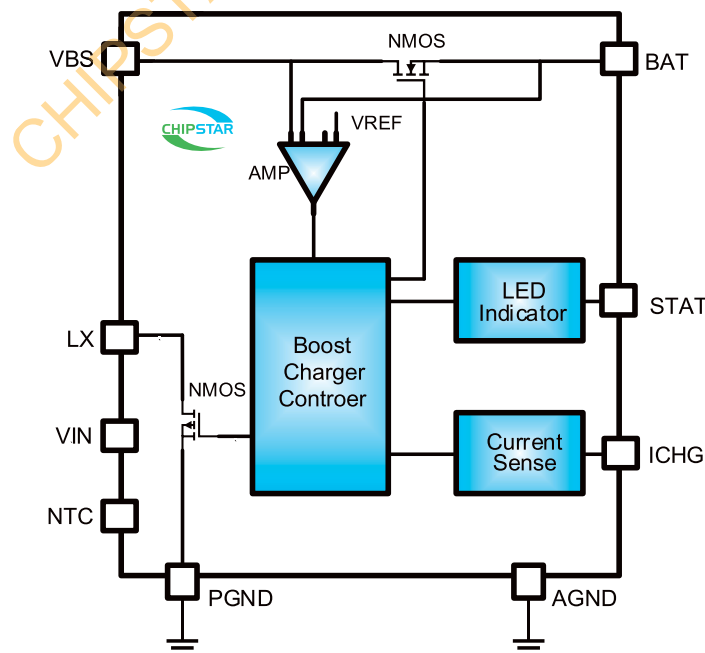 CHIPST
NMOS
VBS
BAT
CHIPSTAR
VREF
AMP
LED
Indicator
STAT
LX
Boost
Charger
Controer
NMOS
VIN
Current
Sense
ICHG
NTC
PGND
AGND